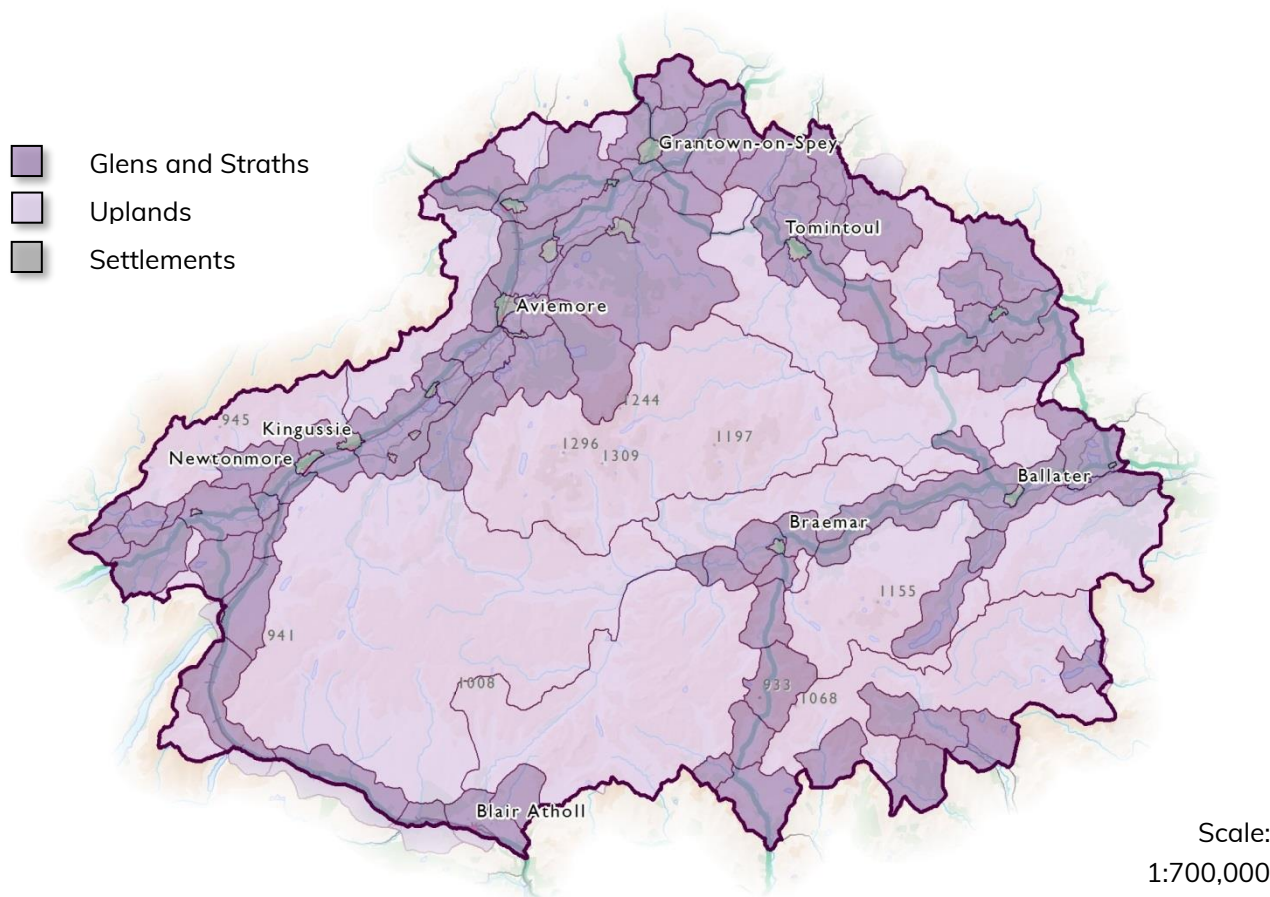 Grantown-on-Spey
Glens and Straths
Uplands
Tomintoul
Settlements
Aviemore
1244
945
Kingussie
1296
1197
1309
Newtonmore
Ballater
Braemar
1155
941
1008
933
1068
Blair Atholl
Scale:
1:700,000